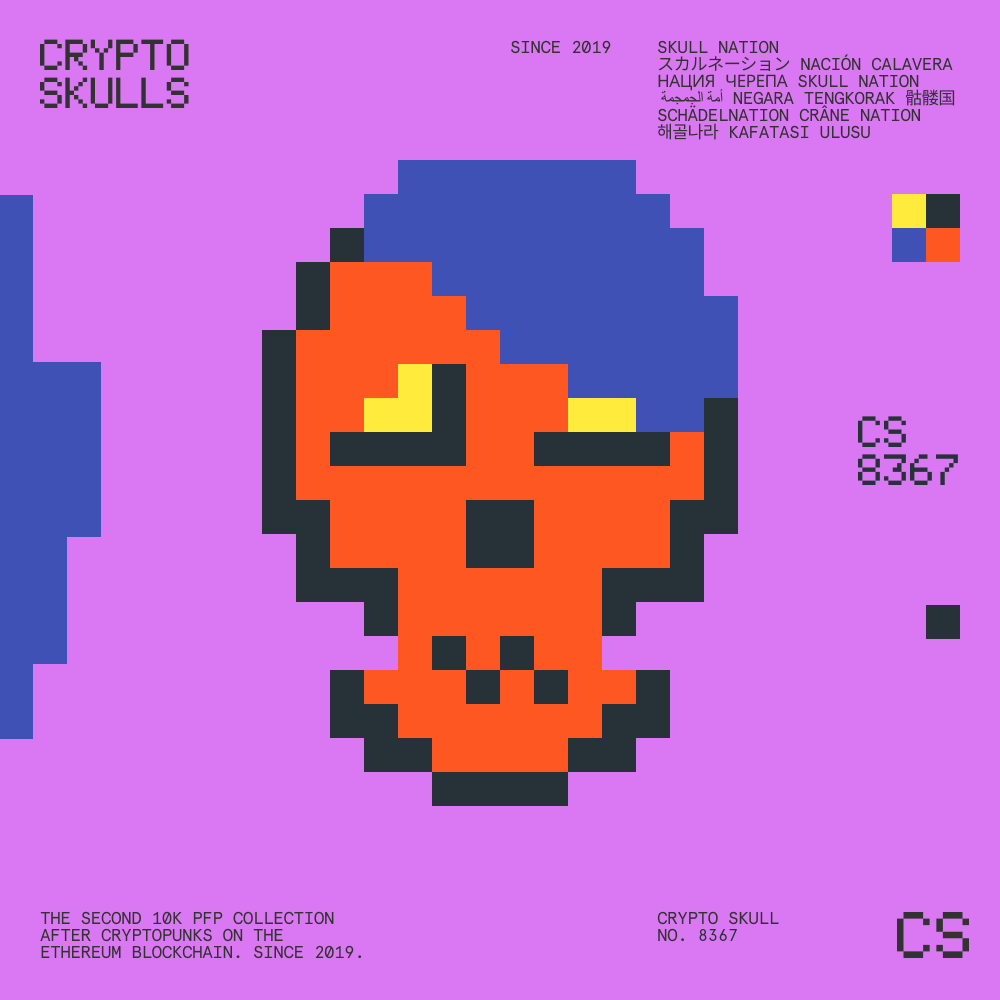 CRYPTO
SKULLS
SINCE 2019
SKULL NATION
スカルネーション NACIÓN CALAVERA
НАЦИЯ ЧЕРЕПА SKULL NATION
أمة الجمجمة NEGARA TENGKORAK 骷髅国
SCHÄDELNATION CRÂNE NATION
해골나라 KAFATASI ULUSU
CS
8367
THE SECOND 10K PFP COLLECTION
AFTER CRYPTOPUNKS ON THE
ETHEREUM BLOCKCHAIN. SINCE 2019.
CRYPTO SKULL
NO. 8367
CS